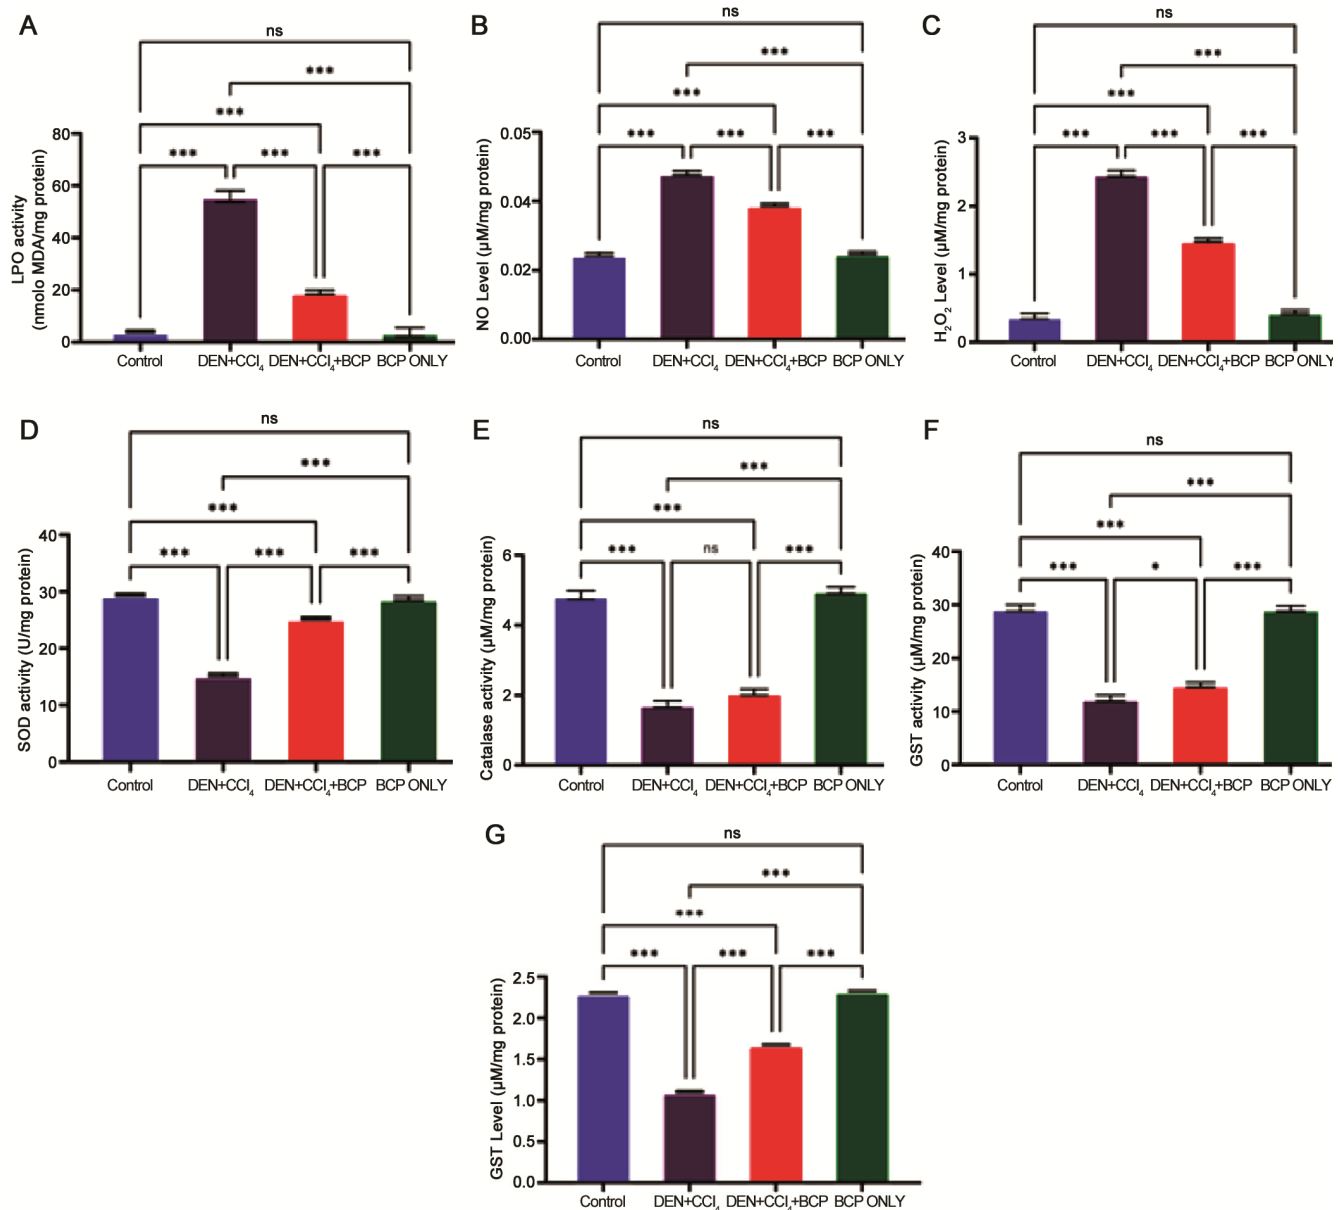 A
ns
***
***
*** *** ***
LPO activity
(nmolo MDA/mg protein)
80
60
40
20
0
Control DEN+CCl₄ DEN+CCl₄+BCP BCP ONLY
B
ns
***
***
*** *** ***
NO Level (µM/mg protein)
0.05
0.04
0.02
0.00
Control DEN+CCl₄ DEN+CCl₄+BCP BCP ONLY
C
ns
***
***
*** *** ***
H₂O₂ Level (µM/mg protein)
3
2
1
0
Control DEN+CCl₄ DEN+CCl₄+BCP BCP ONLY
D
ns
***
***
*** *** ***
SOD activity (U/mg protein)
40
30
20
10
0
Control DEN+CCl₄ DEN+CCl₄+BCP BCP ONLY
E
ns
***
***
*** ns ***
Catalase activity (µM/mg protein)
6
4
2
0
Control DEN+CCl₄ DEN+CCl₄+BCP BCP ONLY
F
ns
***
***
*** * ***
GST activity (µM/mg protein)
40
30
20
10
0
Control DEN+CCl₄ DEN+CCl₄+BCP BCP ONLY
G
ns
***
***
*** *** ***
GST Level (µM/mg protein)
2.5
2.0
1.5
1.0
0.5
0.0
Control DEN+CCl₄ DEN+CCl₄+BCP BCP ONLY